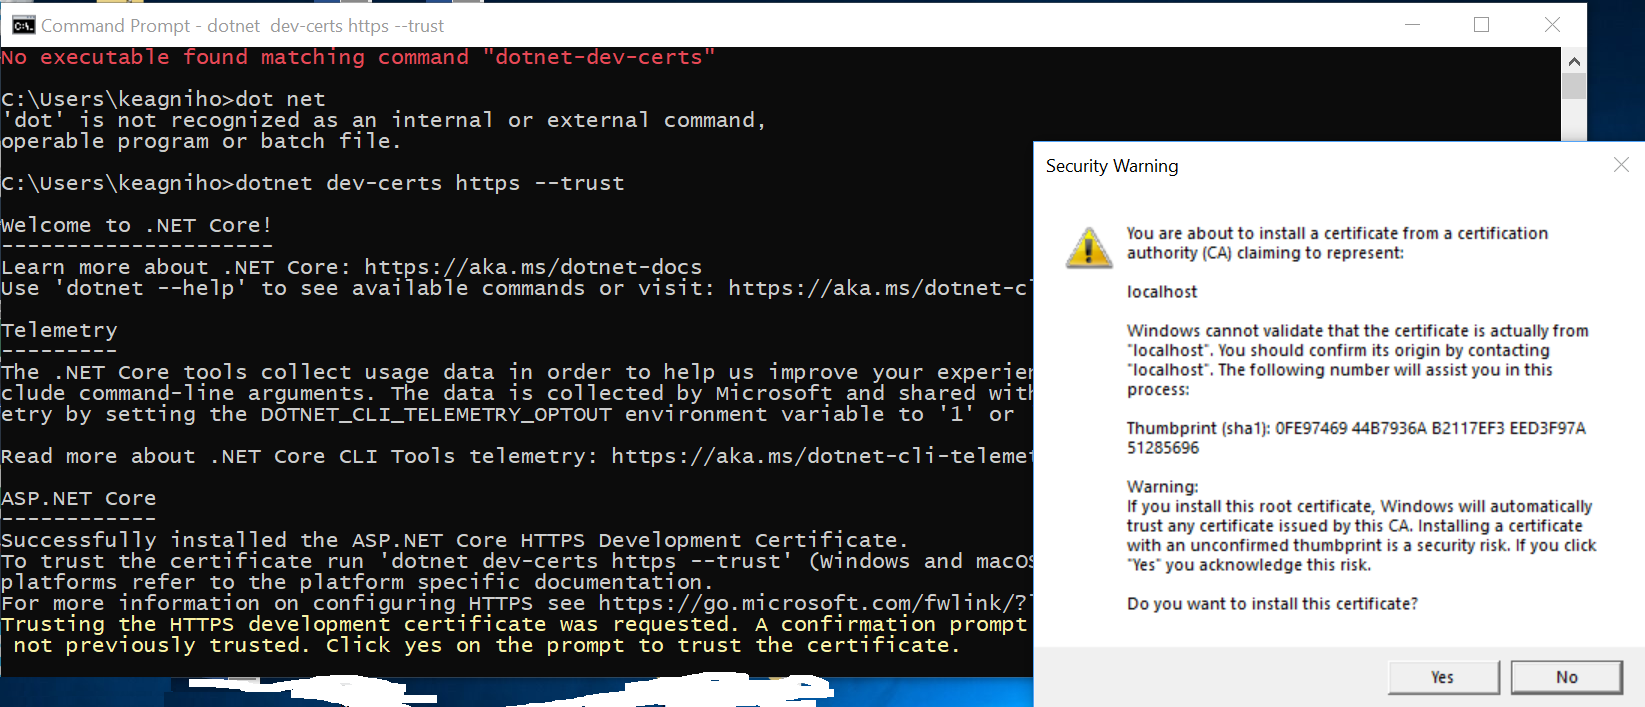 Command Prompt - dotnet  dev-certs https --trust
No executable found matching command "dotnet-dev-certs"
C:\Users\keagniho>dot net
'dot' is not recognized as an internal or external command,
operable program or batch file.
C:\Users\keagniho>dotnet dev-certs https --trust
Welcome to .NET Core!
---------------------
Learn more about .NET Core: https://aka.ms/dotnet-docs
Use 'dotnet --help' to see available commands or visit: https://aka.ms/dotnet-c
Telemetry
---------
The .NET Core tools collect usage data in order to help us improve your experien
clude command-line arguments. The data is collected by Microsoft and shared with
etry by setting the DOTNET_CLI_TELEMETRY_OPTOUT environment variable to '1' or
Read more about .NET Core CLI Tools telemetry: https://aka.ms/dotnet-cli-telemet
ASP.NET Core
------------
Successfully installed the ASP.NET Core HTTPS Development Certificate.
To trust the certificate run 'dotnet dev-certs https --trust' (Windows and macOS
platforms refer to the platform specific documentation.
For more information on configuring HTTPS see https://go.microsoft.com/fwlink/?
Trusting the HTTPS development certificate was requested. A confirmation prompt
not previously trusted. Click yes on the prompt to trust the certificate.
Security Warning
You are about to install a certificate from a certification
authority (CA) claiming to represent:
localhost
Windows cannot validate that the certificate is actually from
"localhost". You should confirm its origin by contacting
"localhost". The following number will assist you in this
process:
Thumbprint (sha1): 0FE97469 44B7936A B2117EF3 EED3F97A
51285696
Warning:
If you install this root certificate, Windows will automatically
trust any certificate issued by this CA. Installing a certificate
with an unconfirmed thumbprint is a security risk. If you click
"Yes" you acknowledge this risk.
Do you want to install this certificate?
Yes
No